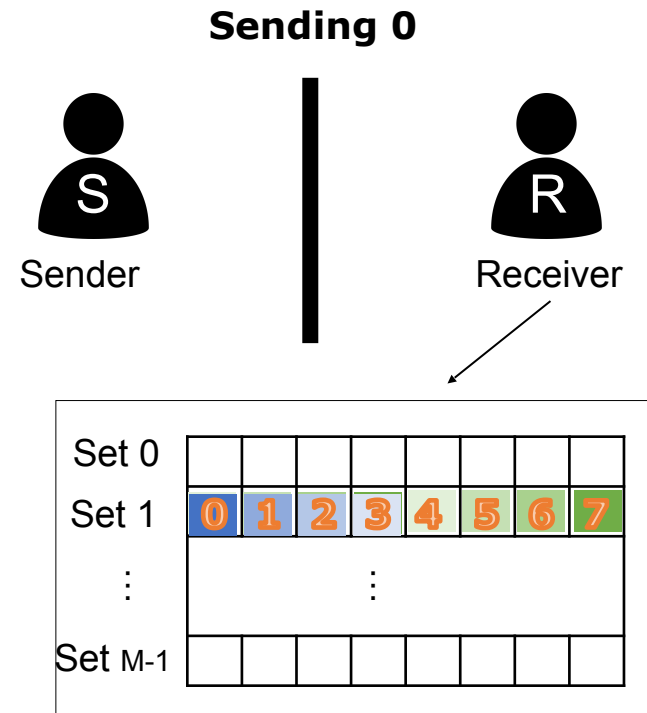 Sending 0
S
R
Sender
Receiver
Set 0
Set 1 0 1 2 3 4 5 6 7
⋮ ⋮
Set M-1